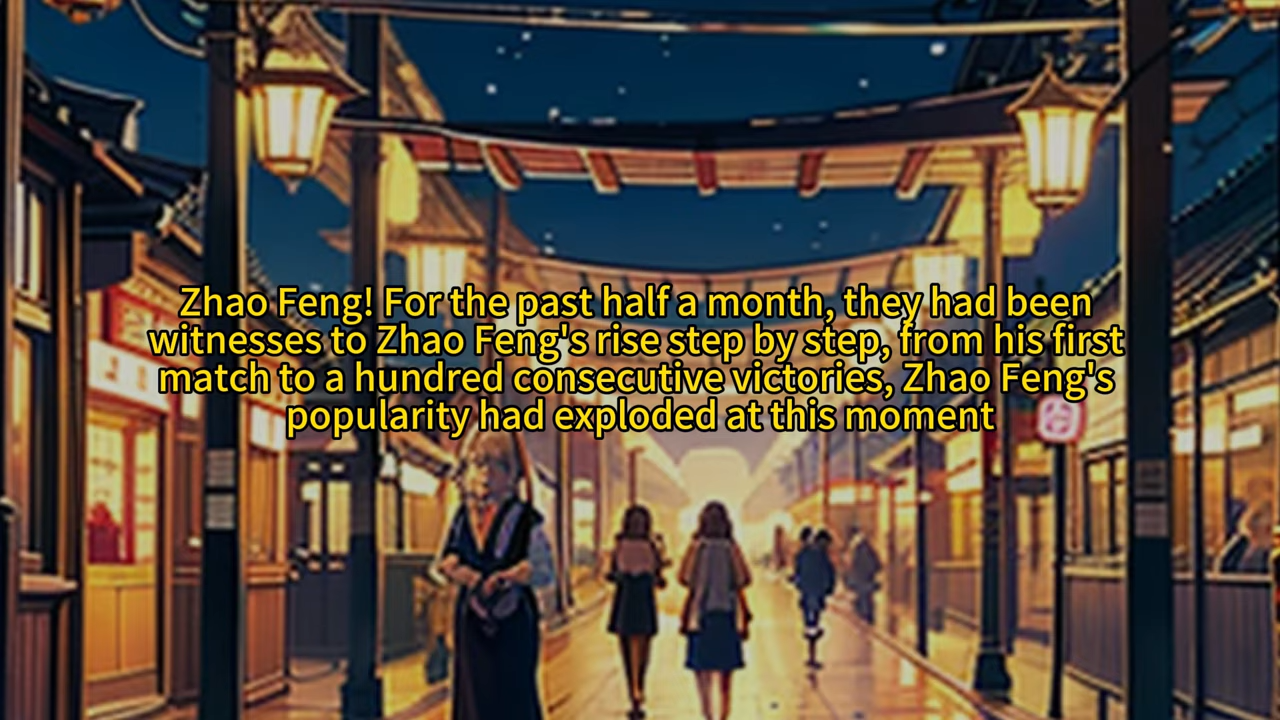 Zhao Feng! For the past half a month, they had been
witnesses to Zhao Feng's rise step by step, from his first
match to a hundred consecutive victories, Zhao Feng's
popularity had exploded at this moment